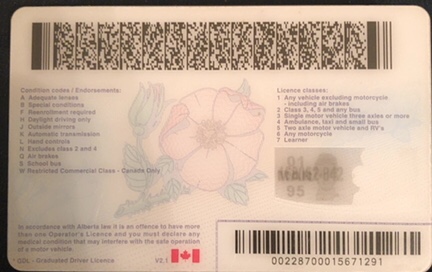 Condition codes / Endorsements:
A Adequate lenses
B Special conditions
F Reexamination required
H Daylight driving only
J Outside mirrors
K Automatic transmission
L Hand controls
N Excludes class 2 and 4
Q Air brakes
S School bus
W Restricted Commercial Class - Canada Only
Licence classes:
1 Any vehicle excluding motorcycle
- including air brakes
2 Class 3, 4, 5 and any bus
3 Single motor vehicle three axles or more
4 Ambulance, taxi and small bus
5 Two axle motor vehicle and RV's
6 Any motorcycle
7 Learner
95
In accordance with Alberta law it is an offence to have more
than one Operator's Licence and you must declare any
medical condition that may interfere with the safe operation
of a motor vehicle.
* GDL - Graduated Driver Licence V2.1
002287000 15671291